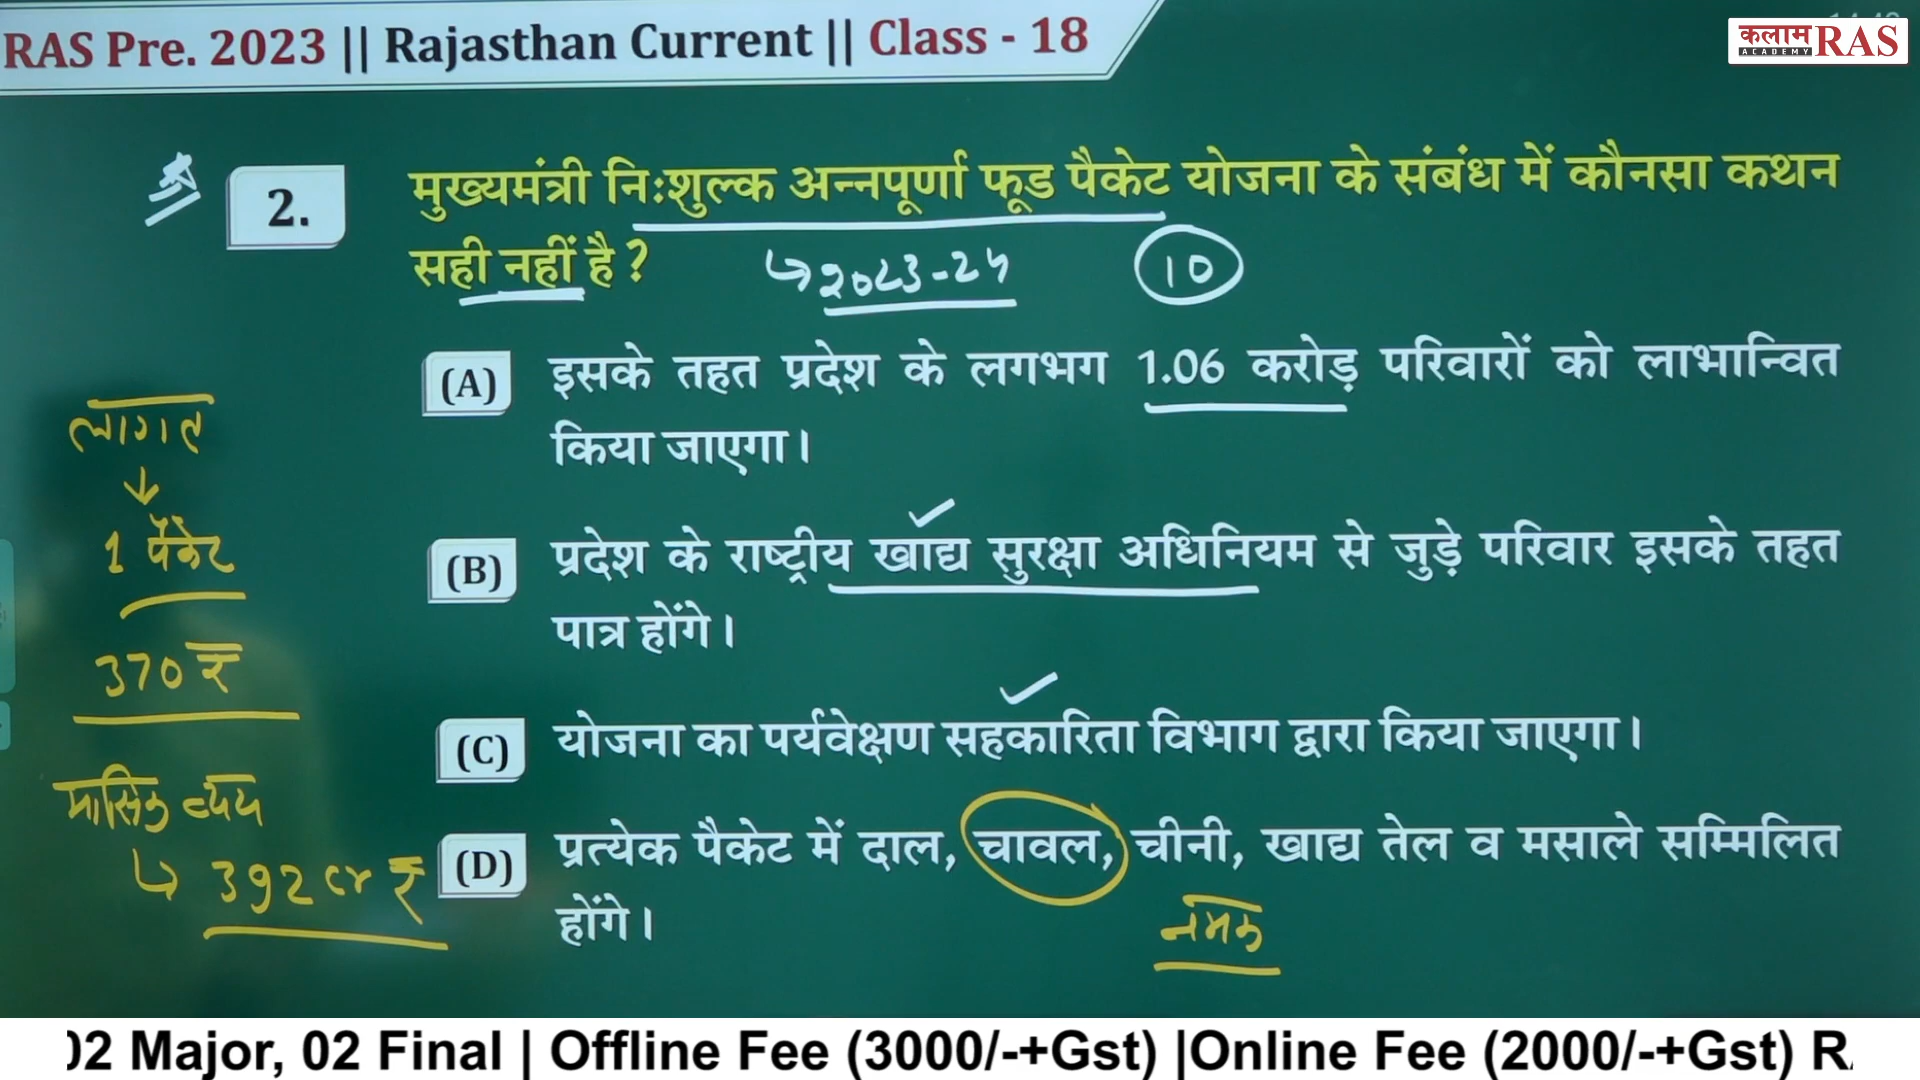 RAS Pre. 2023 || Rajasthan Current || Class - 18
कलाम RAS
ACADEMY
2. मुख्यमंत्री निःशुल्क अन्नपूर्णा फूड पैकेट योजना के संबंध में कौनसा कथन
सही नहीं है ?
2023-24
10
(A) इसके तहत प्रदेश के लगभग 1.06 करोड़ परिवारों को लाभान्वित
किया जाएगा।
लागत
1 पैकेट
370 ₹
(B) प्रदेश के राष्ट्रीय खाद्य सुरक्षा अधिनियम से जुड़े परिवार इसके तहत
पात्र होंगे।
(C) योजना का पर्यवेक्षण सहकारिता विभाग द्वारा किया जाएगा।
मासिक व्यय
392 cr ₹
(D) प्रत्येक पैकेट में दाल, चावल, चीनी, खाद्य तेल व मसाले सम्मिलित
होंगे।
नमक
02 Major, 02 Final | Offline Fee (3000/-+Gst) |Online Fee (2000/-+Gst) R